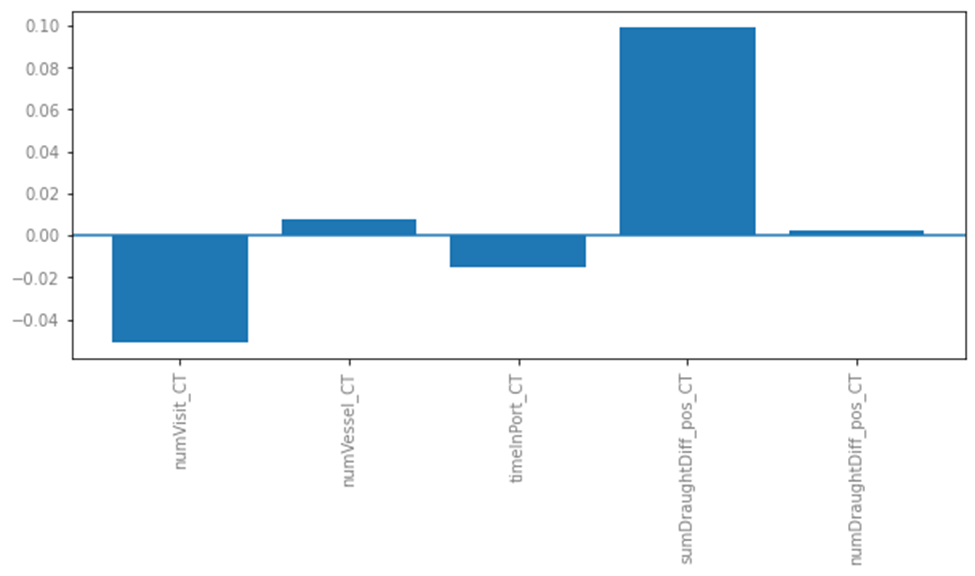 0.10
0.08
0.06
0.04
0.02
0.00
−0.02
−0.04
numVisit_CT
numVessel_CT
timeInPort_CT
sumDraughtDiff_pos_CT
numDraughtDiff_pos_CT